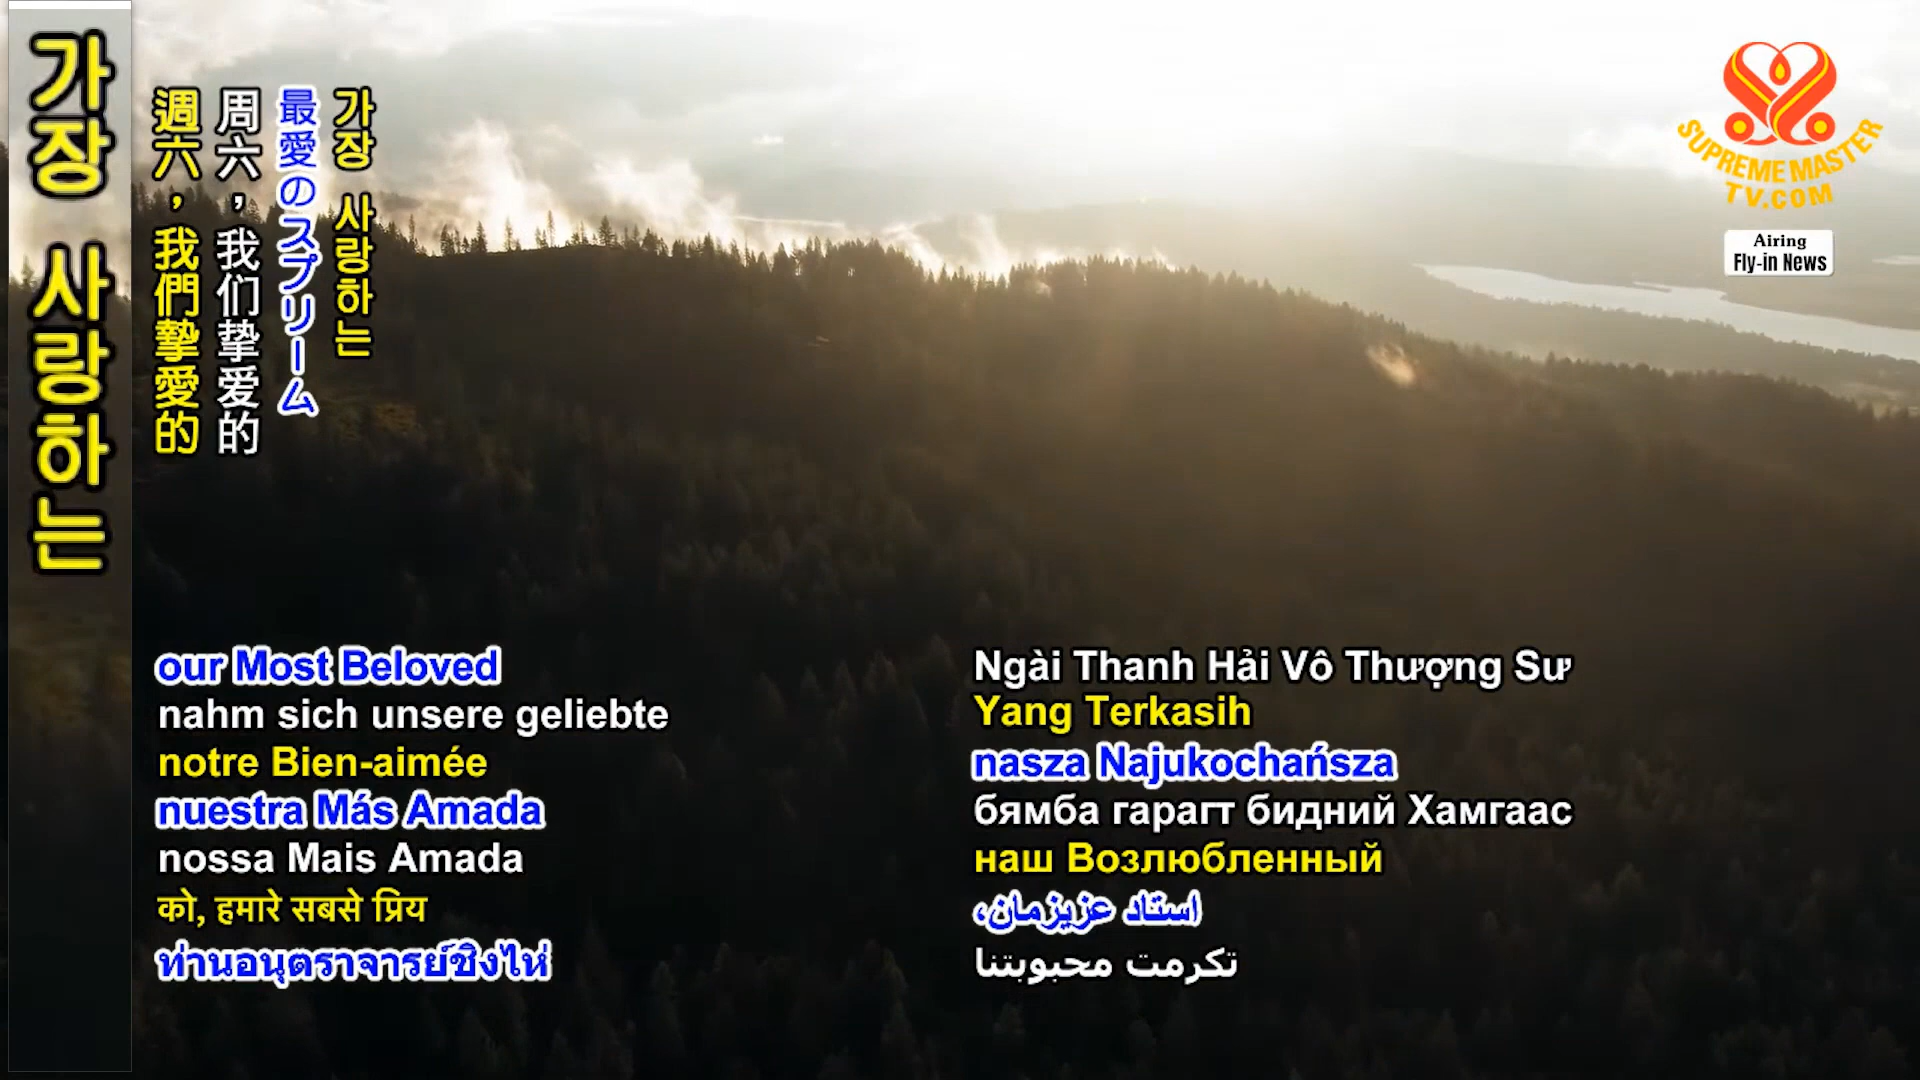 가장 사랑하는
週六，我們摯愛的
周六，我们挚爱的
最愛のスプリーム
가장 사랑하는
SUPREME MASTER
TV.COM
Airing
Fly-in News
our Most Beloved
nahm sich unsere geliebte
notre Bien-aimée
nuestra Más Amada
nossa Mais Amada
को, हमारे सबसे प्रिय
ท่านอนุตราจารย์ชิงไห่
Ngài Thanh Hải Vô Thượng Sư
Yang Terkasih
nasza Najukochańsza
бямба гарагт бидний Хамгаас
наш Возлюбленный
استاد عزیزمان،
تكرمت محبوبتنا